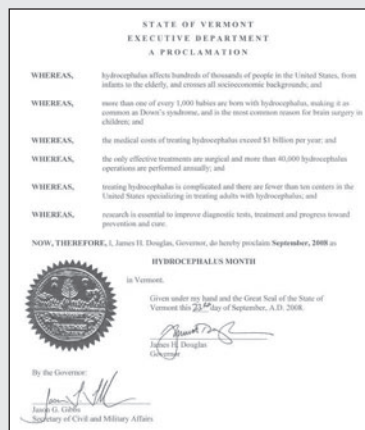 STATE OF VERMONT
EXECUTIVE DEPARTMENT
A PROCLAMATION
WHEREAS, hydrocephalus affects hundreds of thousands of people in the United States, from
infants to the elderly, and crosses all socioeconomic backgrounds; and
WHEREAS, more than one of every 1,000 babies are born with hydrocephalus, making it as
common as Down's syndrome, and is the most common reason for brain surgery in
children; and
WHEREAS, the medical costs of treating hydrocephalus exceed $1 billion per year; and
WHEREAS, the only effective treatments are surgical and more than 40,000 hydrocephalus
operations are performed annually; and
WHEREAS, treating hydrocephalus is complicated and there are fewer than ten centers in the
United States specializing in treating adults with hydrocephalus; and
WHEREAS, research is essential to improve diagnostic tests, treatment and progress toward
prevention and cure.
NOW, THEREFORE, I, James H. Douglas, Governor, do hereby proclaim September, 2008 as
HYDROCEPHALUS MONTH
in Vermont.
Given under my hand and the Great Seal of the State of
Vermont this 23rd day of September, A.D. 2008.
James H. Douglas
Governor
By the Governor:
Jason G. Gibbs
Secretary of Civil and Military Affairs